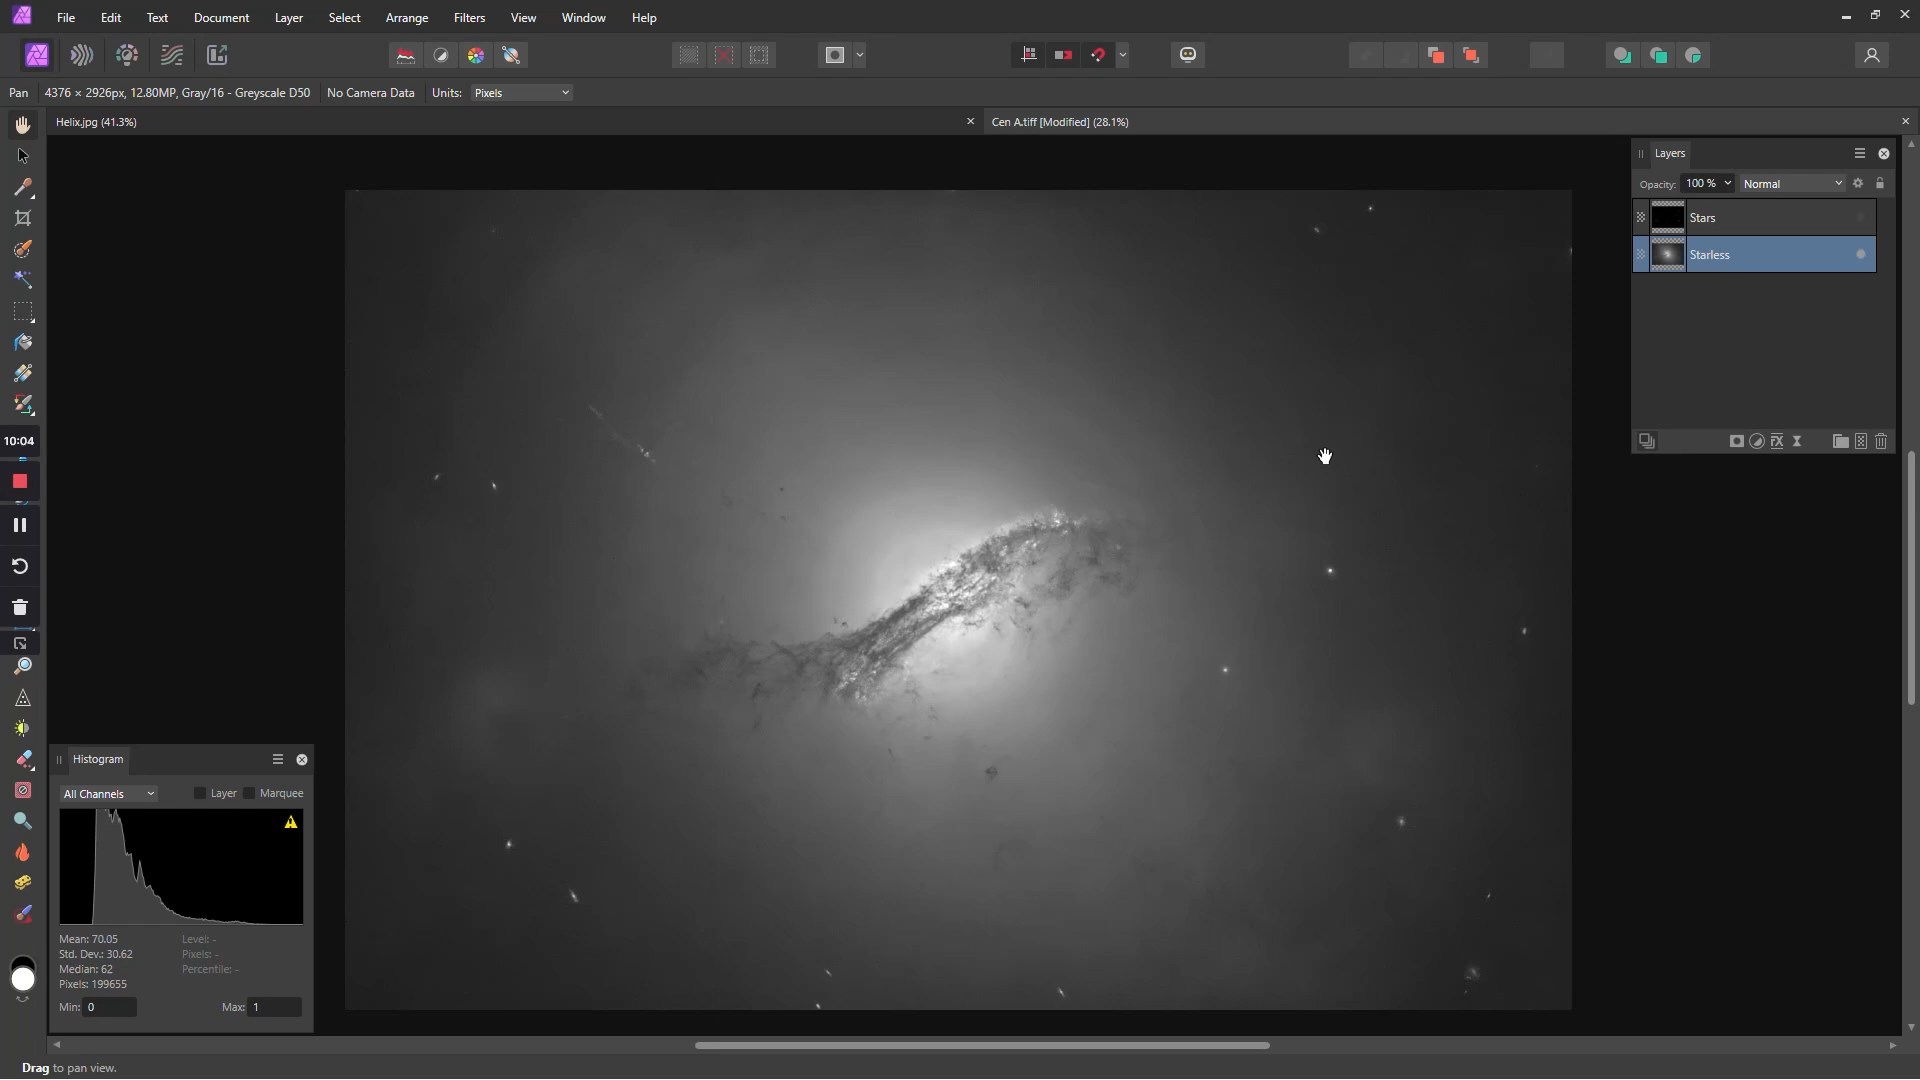 File Edit Text Document Layer Select Arrange Filters View Window Help
Pan 4376 × 2926px, 12.80MP, Gray/16 - Greyscale D50 No Camera Data Units: Pixels
Helix.jpg (41.3%)
Cen A.tiff [Modified] (28.1%)
Layers
Opacity: 100 % Normal
Stars
Starless
10:04
Histogram
All Channels Layer Marquee
Mean: 70.05 Level: -
Std. Dev.: 30.62 Pixels: -
Median: 62 Percentile: -
Pixels: 199655
Min: 0 Max: 1
Drag to pan view.